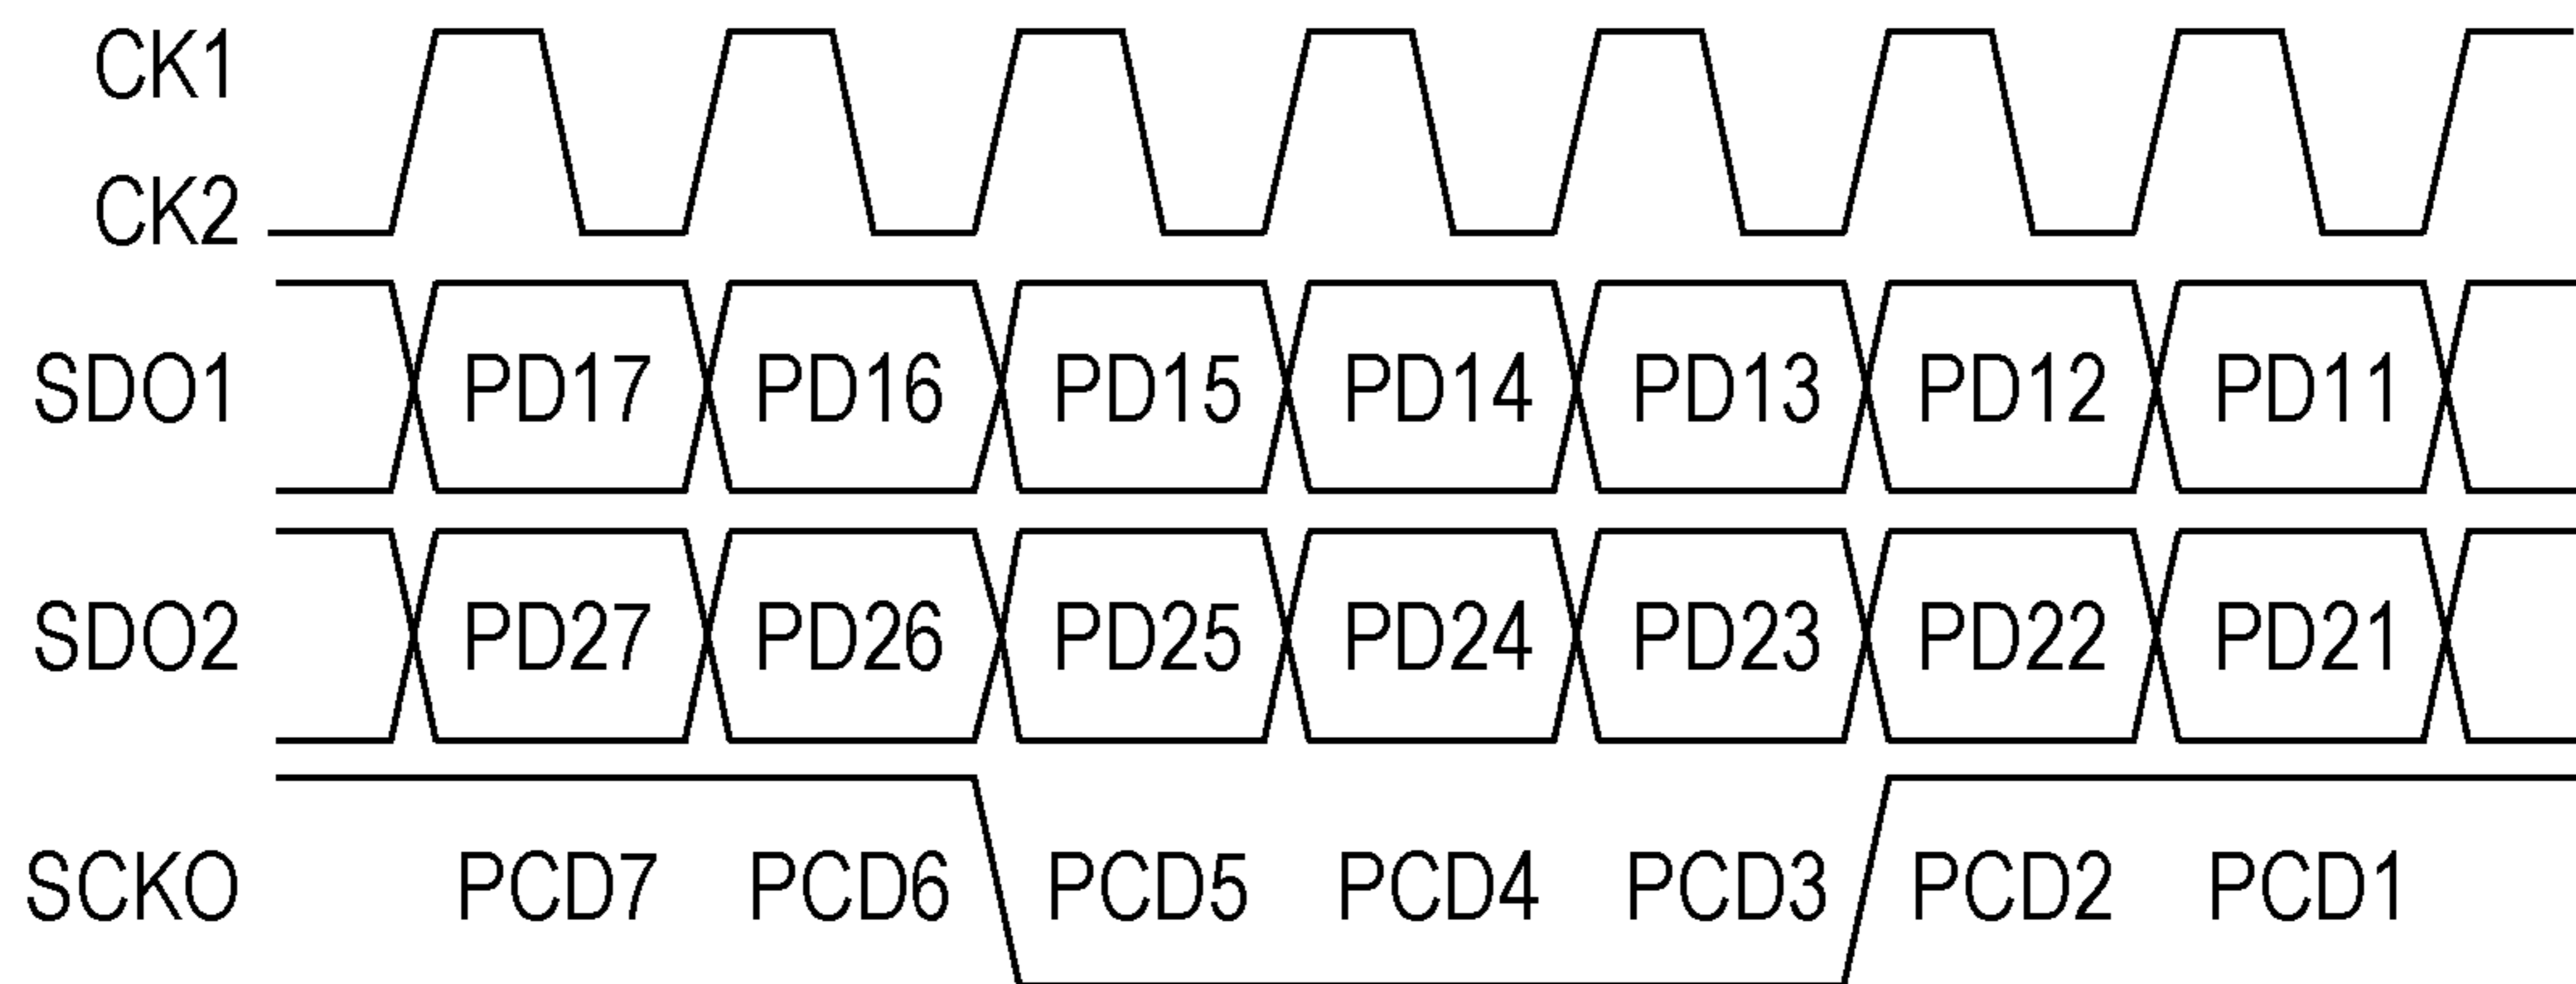 CK1
CK2
SDO1 PD17 PD16 PD15 PD14 PD13 PD12 PD11
SDO2 PD27 PD26 PD25 PD24 PD23 PD22 PD21
SCKO PCD7 PCD6 PCD5 PCD4 PCD3 PCD2 PCD1